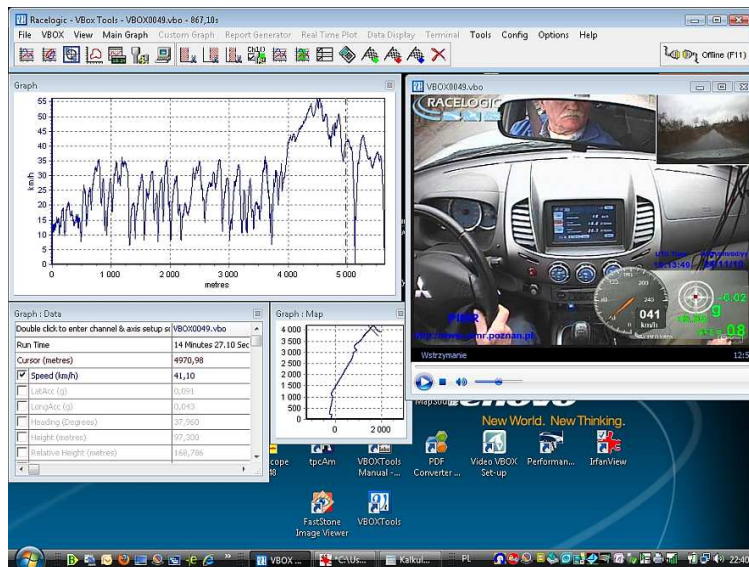 Racelogic - VBox Tools - VBOX0049.vbo - 867,10s
File VBOX View Main Graph Custom Graph Report Generator Real Time Plot Data Display Terminal Tools Config Options Help
Offline (F11)
Graph
55
50
45
40
35
30
25
20
15
10
5
0
km/h
0 1 000 2 000 3 000 4 000 5 000
metres
VBOX0049.vbo
RACELOGIC
PIMR
041
km/h
-0.02
g
08
Wstrzymanie
Graph : Data
Double click to enter channel & axis setup sc VBOX0049.vbo
Run Time 14 Minutes 27.10 Sec
Cursor (metres) 4970,98
Speed (km/h) 41,10
LatAcc (g) 0,091
LongAcc (g) 0,043
Heading (Degrees) 37,960
Height (metres) 97,300
Relative Height (metres) 168,786
Graph : Map
4 000
3 500
3 000
2 500
2 000
1 500
1 000
500
0
0 2 000
New World. New Thinking.
tpcAm
VBOXTools Manual -...
PDF Converter ...
Video VBOX Set-up
Performan...
IrfanView
FastStone Image Viewer
VBOXTools
VBOX ...
*C:\Us...
Kalkul...
PL
22:40